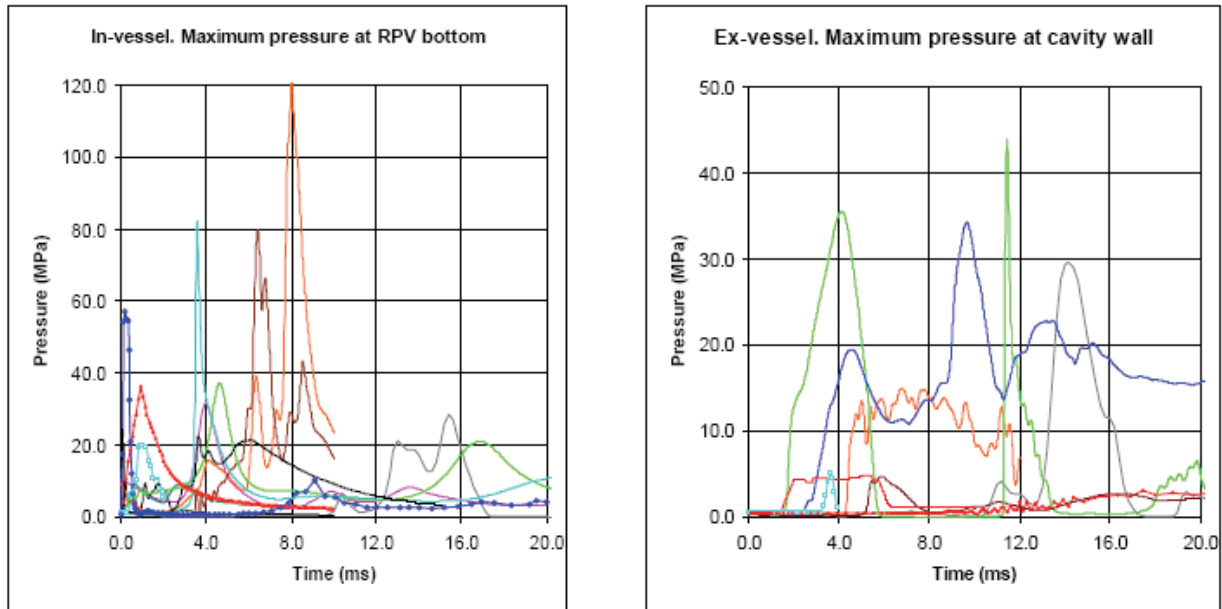 In-vessel. Maximum pressure at RPV bottom
120.0
100.0
80.0
60.0
40.0
20.0
0.0
Pressure (MPa)
0.0 4.0 8.0 12.0 16.0 20.0
Time (ms)
Ex-vessel. Maximum pressure at cavity wall
50.0
40.0
30.0
20.0
10.0
0.0
Pressure (MPa)
0.0 4.0 8.0 12.0 16.0 20.0
Time (ms)